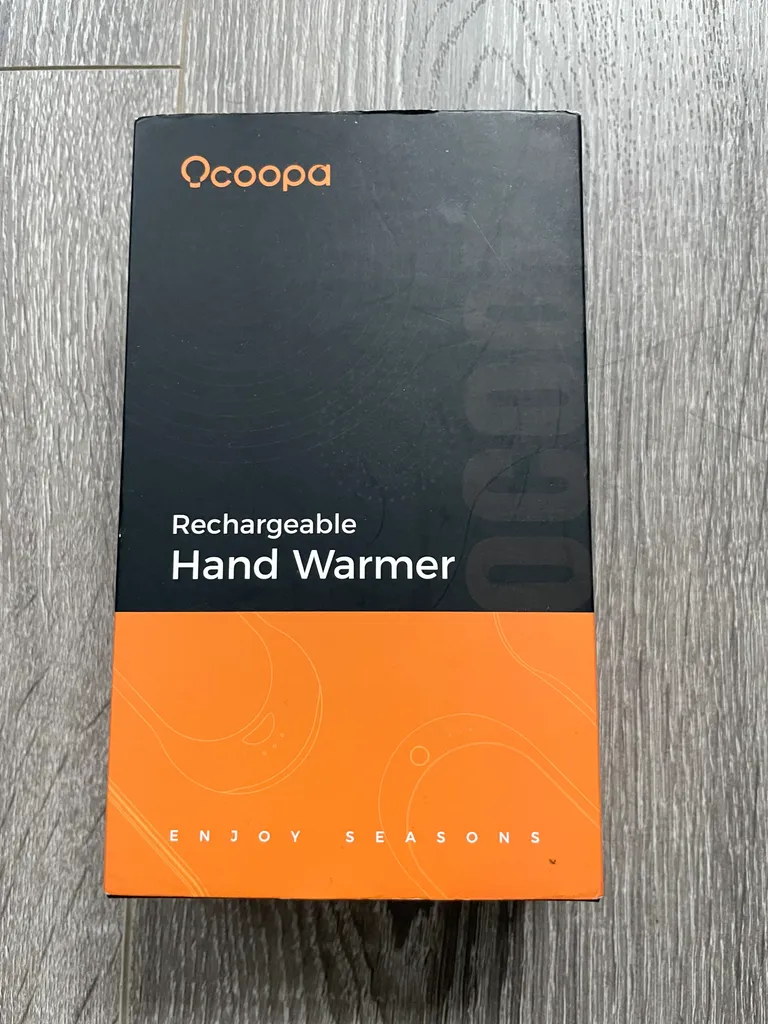 Ocoopa
Rechargeable
Hand Warmer
ENJOY SEASONS